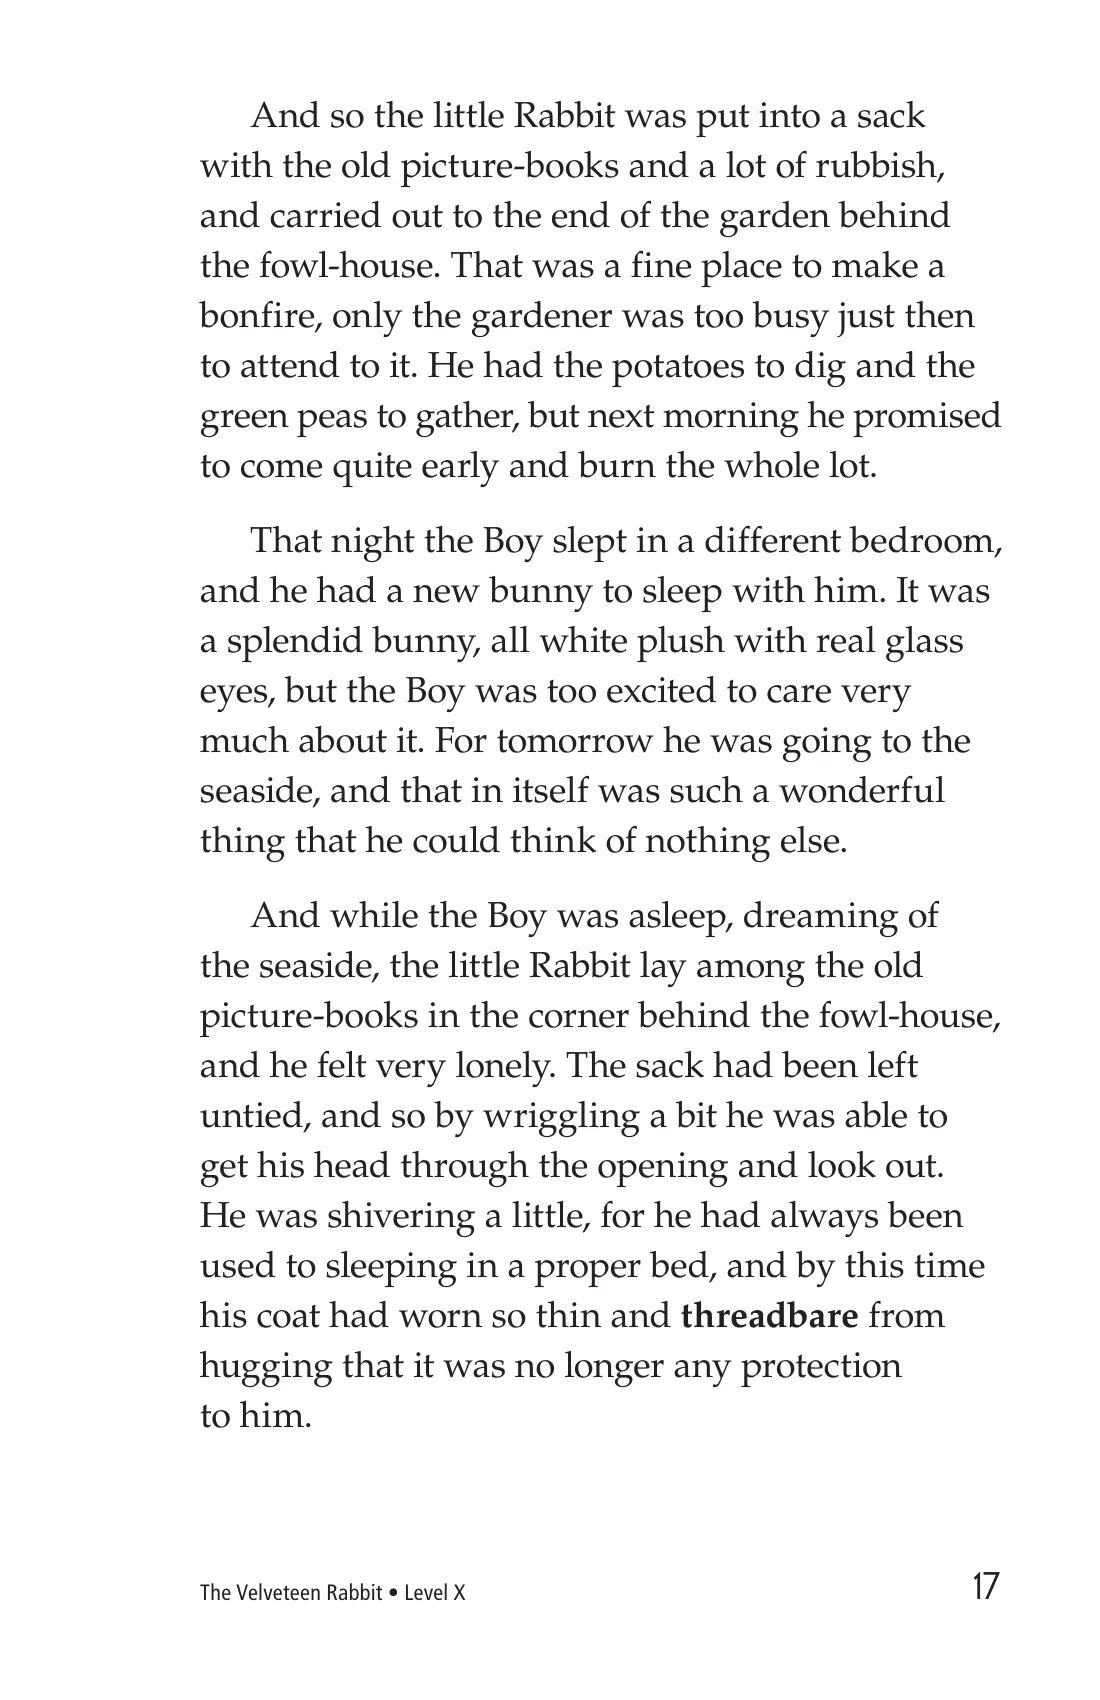 And so the little Rabbit was put into a sack
with the old picture-books and a lot of rubbish,
and carried out to the end of the garden behind
the fowl-house. That was a fine place to make a
bonfire, only the gardener was too busy just then
to attend to it. He had the potatoes to dig and the
green peas to gather, but next morning he promised
to come quite early and burn the whole lot.
That night the Boy slept in a different bedroom,
and he had a new bunny to sleep with him. It was
a splendid bunny, all white plush with real glass
eyes, but the Boy was too excited to care very
much about it. For tomorrow he was going to the
seaside, and that in itself was such a wonderful
thing that he could think of nothing else.
And while the Boy was asleep, dreaming of
the seaside, the little Rabbit lay among the old
picture-books in the corner behind the fowl-house,
and he felt very lonely. The sack had been left
untied, and so by wriggling a bit he was able to
get his head through the opening and look out.
He was shivering a little, for he had always been
used to sleeping in a proper bed, and by this time
his coat had worn so thin and threadbare from
hugging that it was no longer any protection
to him.
The Velveteen Rabbit • Level X
17